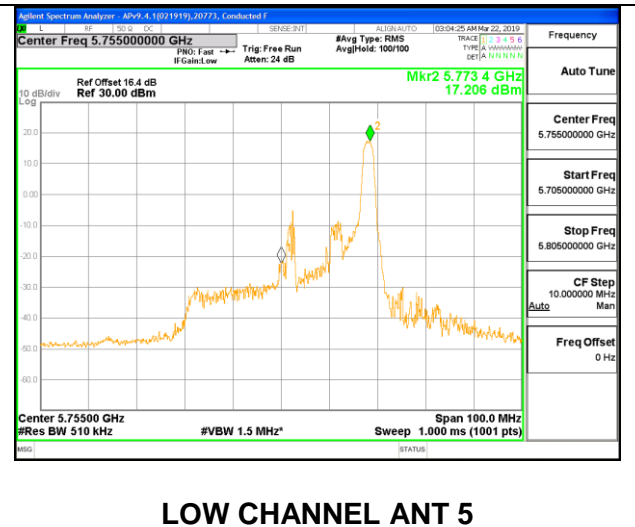 Agilent Spectrum Analyzer - APv9.4.1(021919),20773, Conducted F
L RF 50 Ω DC SENSE:INT ALIGN AUTO 03:04:25 AM Mar 22, 2019
Center Freq 5.755000000 GHz
PNO: Fast
IFGain:Low
Trig: Free Run
Atten: 24 dB
#Avg Type: RMS
Avg|Hold: 100/100
TRACE 1 2 3 4 5 6
TYPE A WWWWW
DET A N N N N N
Frequency
Auto Tune
Ref Offset 16.4 dB
10 dB/div Ref 30.00 dBm
Log
Mkr2 5.773 4 GHz
17.206 dBm
2
20.0
10.0
0.00
-10.0
-20.0
-30.0
-40.0
-50.0
-60.0
Center Freq
5.755000000 GHz
Start Freq
5.705000000 GHz
Stop Freq
5.805000000 GHz
CF Step
10.000000 MHz
Auto Man
Freq Offset
0 Hz
Center 5.75500 GHz Span 100.0 MHz
#Res BW 510 kHz #VBW 1.5 MHz* Sweep 1.000 ms (1001 pts)
MSG STATUS
LOW CHANNEL ANT 5